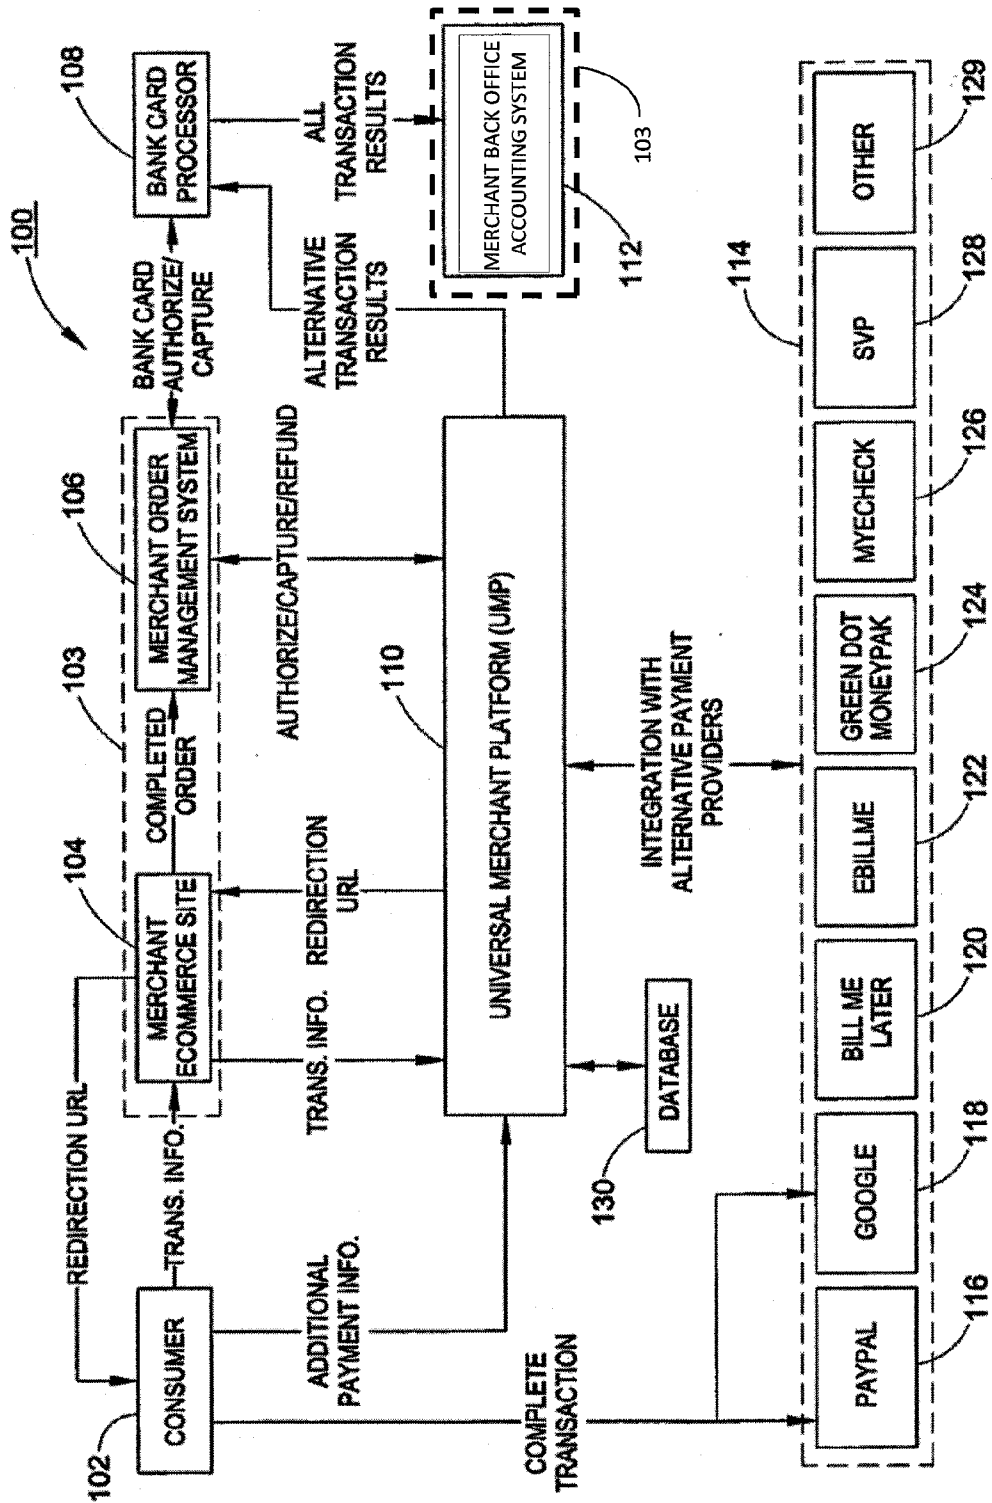 100
REDIRECTION URL
102
CONSUMER
TRANS. INFO.
104
MERCHANT
ECOMMERCE SITE
103
COMPLETED
ORDER
106
MERCHANT ORDER
MANAGEMENT SYSTEM
BANK CARD
AUTHORIZE/
CAPTURE
108
BANK CARD
PROCESSOR
ADDITIONAL
PAYMENT INFO.
TRANS. INFO.
REDIRECTION
URL
AUTHORIZE/CAPTURE/REFUND
ALTERNATIVE
TRANSACTION
RESULTS
ALL
TRANSACTION
RESULTS
110
UNIVERSAL MERCHANT PLATFORM (UMP)
MERCHANT BACK OFFICE
ACCOUNTING SYSTEM
112
103
COMPLETE
TRANSACTION
130
DATABASE
INTEGRATION WITH
ALTERNATIVE PAYMENT
PROVIDERS
114
PAYPAL
GOOGLE
BILL ME
LATER
EBILLME
GREEN DOT
MONEYPAK
MYECHECK
SVP
OTHER
116
118
120
122
124
126
128
129